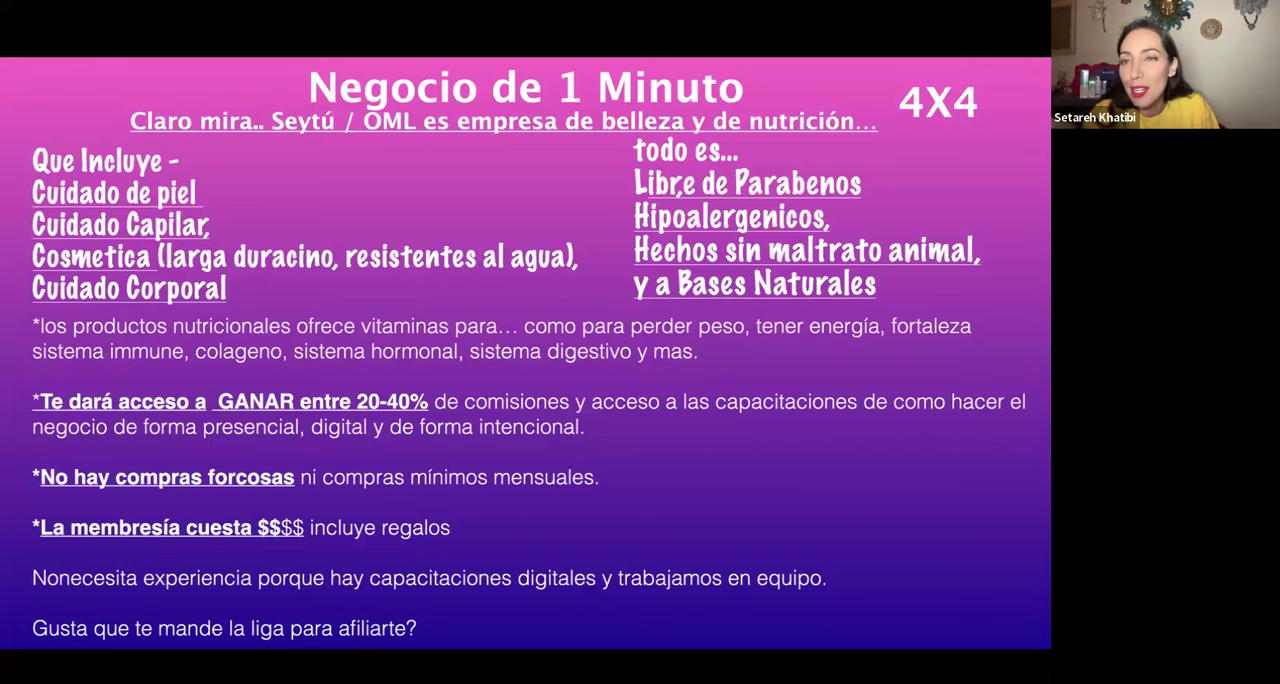 Negocio de 1 Minuto
4X4
Claro mira.. Seytú / OML es empresa de belleza y de nutrición...
Que Incluye -
Cuidado de piel
Cuidado Capilar,
Cosmetica (larga duracino, resistentes al agua),
Cuidado Corporal
todo es...
Libr,e de Parabenos
Hipoalergenicos,
Hechos sin maltrato animal,
y a Bases Naturales
*los productos nutricionales ofrece vitaminas para... como para perder peso, tener energía, fortaleza
sistema immune, colageno, sistema hormonal, sistema digestivo y mas.
*Te dará acceso a GANAR entre 20-40% de comisiones y acceso a las capacitaciones de como hacer el
negocio de forma presencial, digital y de forma intencional.
*No hay compras forcosas ni compras mínimos mensuales.
*La membresía cuesta $$$$ incluye regalos
Nonecesita experiencia porque hay capacitaciones digitales y trabajamos en equipo.
Gusta que te mande la liga para afiliarte?
Setareh Khatibi